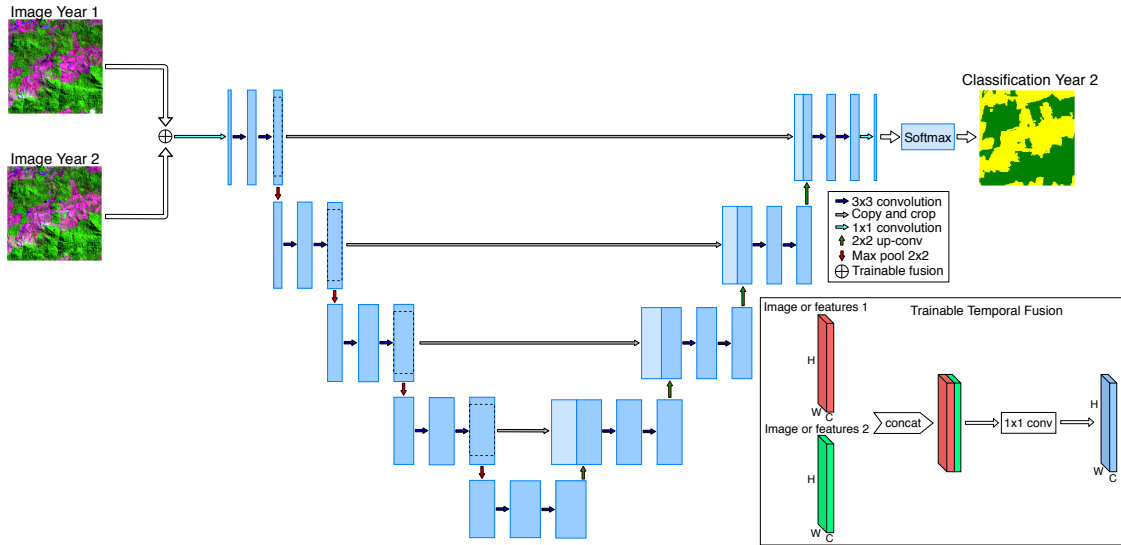 Image Year 1
Image Year 2
Softmax
Classification Year 2
3x3 convolution
Copy and crop
1x1 convolution
2x2 up-conv
Max pool 2x2
Trainable fusion
Trainable Temporal Fusion
Image or features 1
H
W
C
Image or features 2
H
W
C
concat
1x1 conv
H
W
C